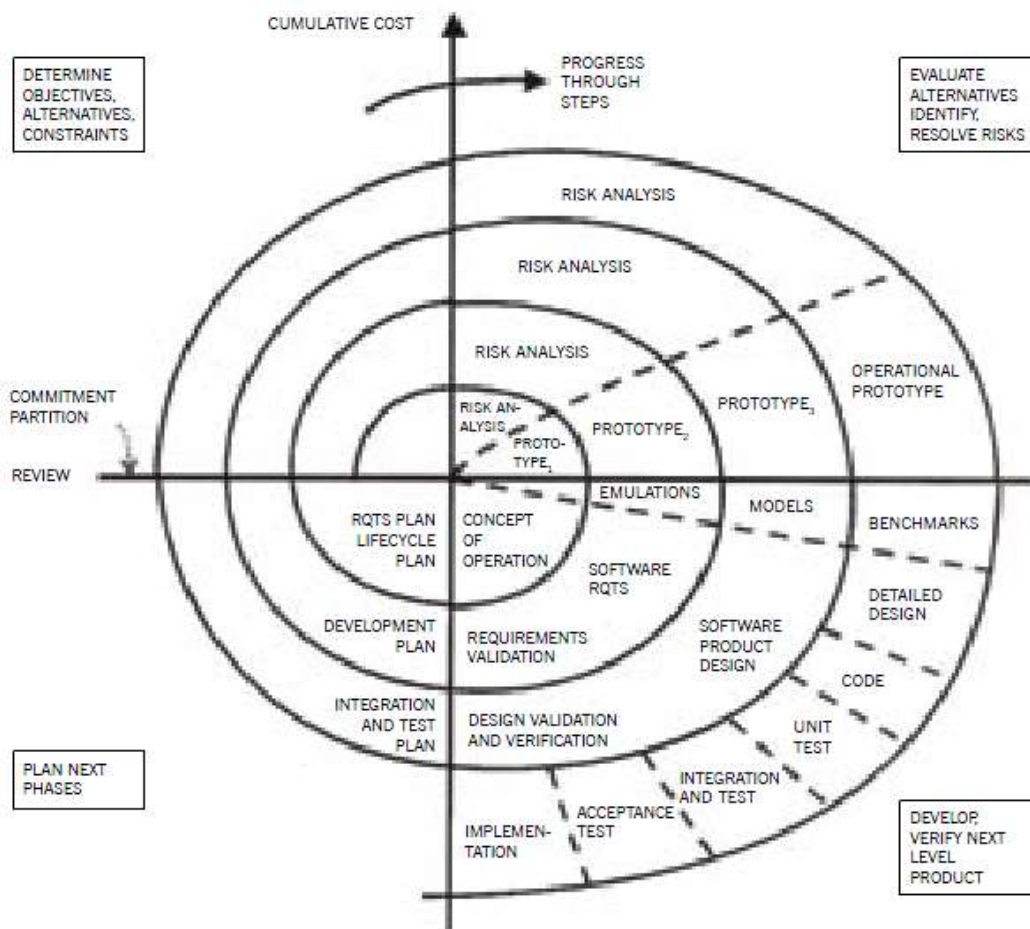 CUMULATIVE COST
PROGRESS
THROUGH
STEPS
DETERMINE
OBJECTIVES,
ALTERNATIVES,
CONSTRAINTS
EVALUATE
ALTERNATIVES
IDENTIFY,
RESOLVE RISKS
RISK ANALYSIS
RISK ANALYSIS
RISK ANALYSIS
RISK AN-
ALYSIS
OPERATIONAL
PROTOTYPE
PROTOTYPE3
PROTOTYPE2
PROTO-
TYPE1
COMMITMENT
PARTITION
REVIEW
EMULATIONS
MODELS
BENCHMARKS
RQTS PLAN
LIFECYCLE
PLAN
CONCEPT
OF
OPERATION
SOFTWARE
RQTS
DETAILED
DESIGN
DEVELOPMENT
PLAN
REQUIREMENTS
VALIDATION
SOFTWARE
PRODUCT
DESIGN
CODE
INTEGRATION
AND TEST
PLAN
DESIGN VALIDATION
AND VERIFICATION
UNIT
TEST
INTEGRATION
AND TEST
ACCEPTANCE
TEST
IMPLEMEN-
TATION
PLAN NEXT
PHASES
DEVELOP,
VERIFY NEXT
LEVEL
PRODUCT